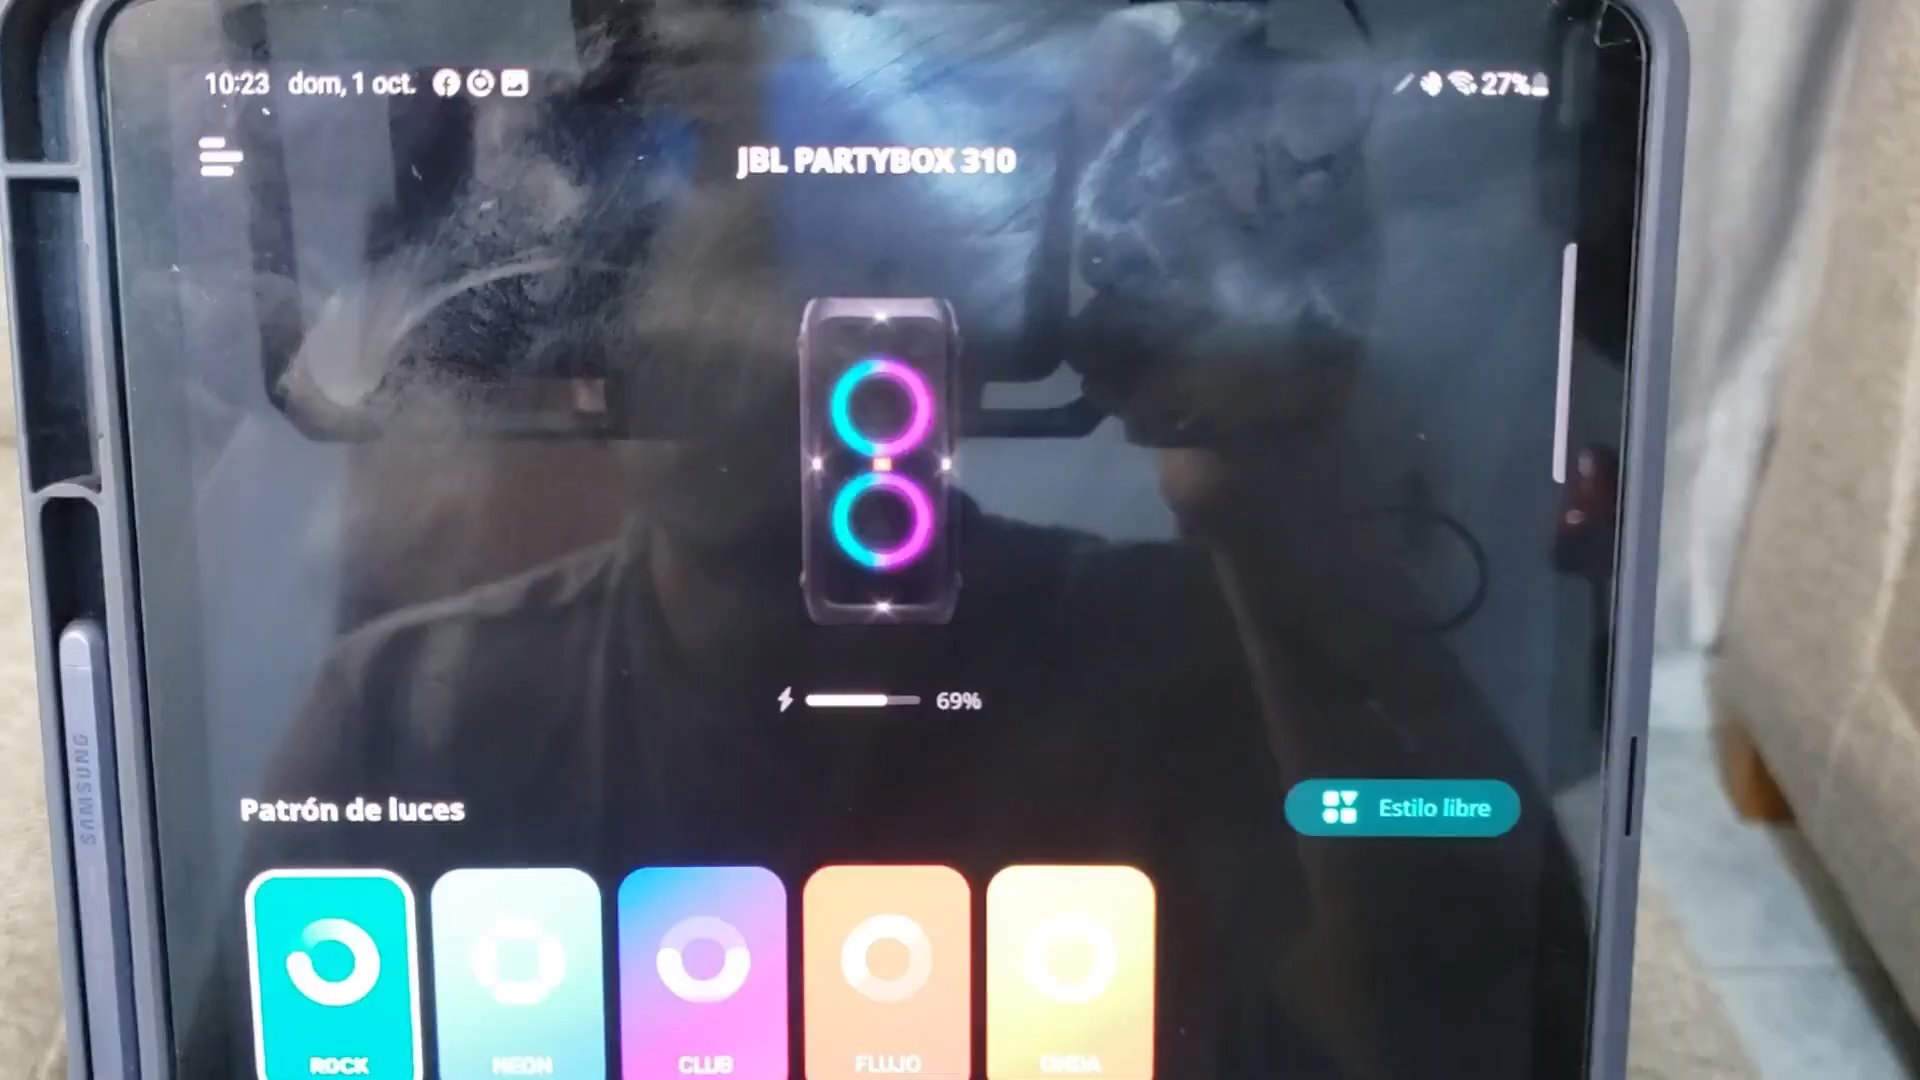 10:23 dom, 1 oct. 27%
JBL PARTYBOX 310
69%
Patrón de luces
Estilo libre
ROCK NEON CLUB FLUJO ONDA
SAMSUNG